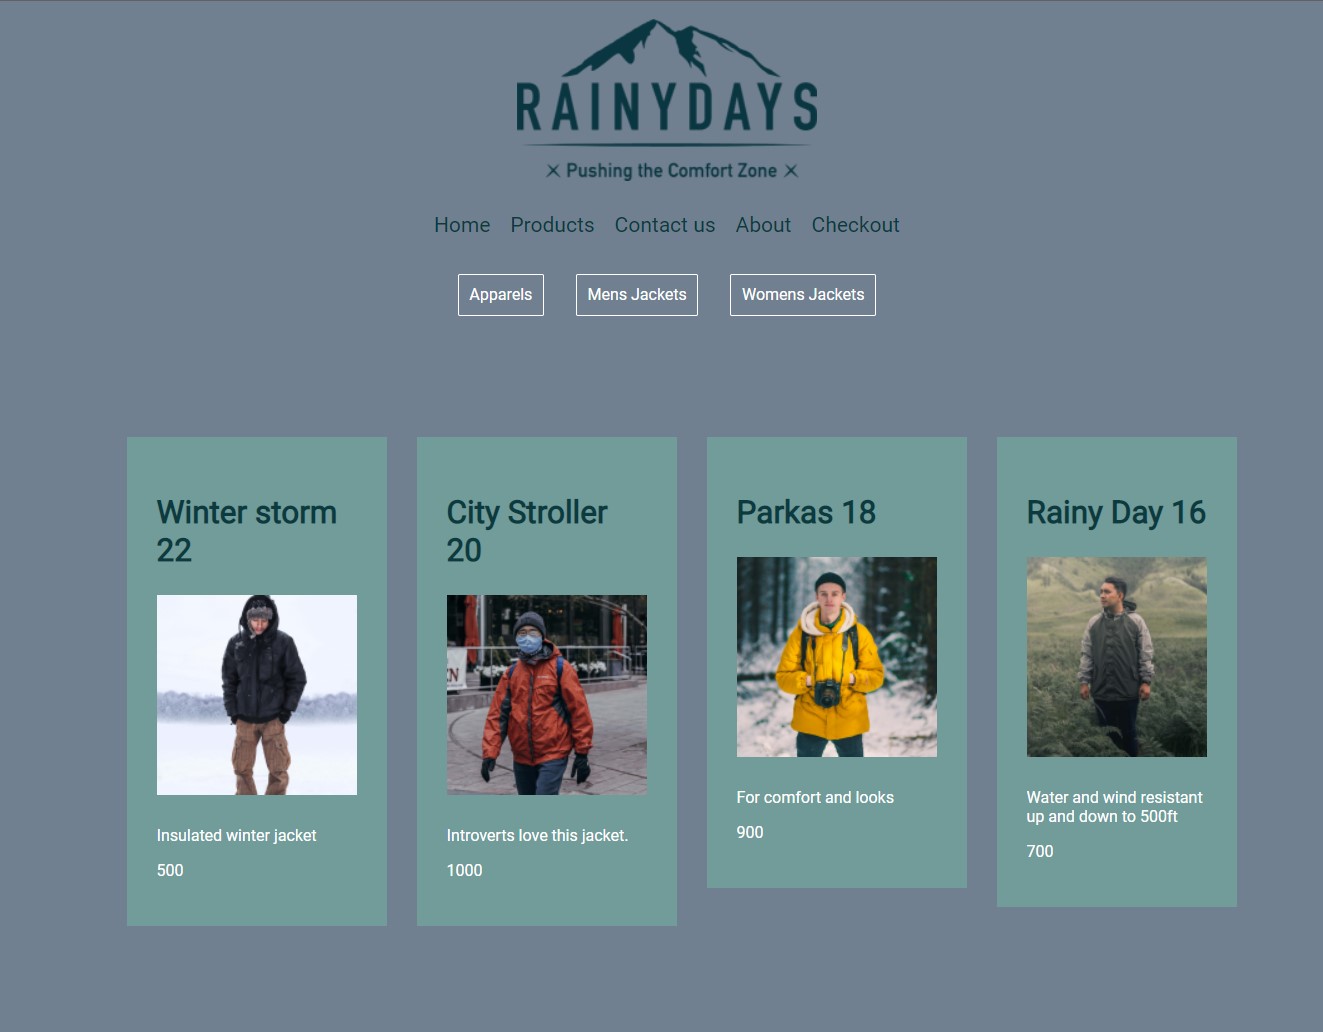 RAINYDAYS
Pushing the Comfort Zone
Home Products Contact us About Checkout
Apparels Mens Jackets Womens Jackets
Winter storm
22
Insulated winter jacket
500
City Stroller
20
EN
Introverts love this jacket.
1000
Parkas 18
For comfort and looks
900
Rainy Day 16
Water and wind resistant
up and down to 500ft
700